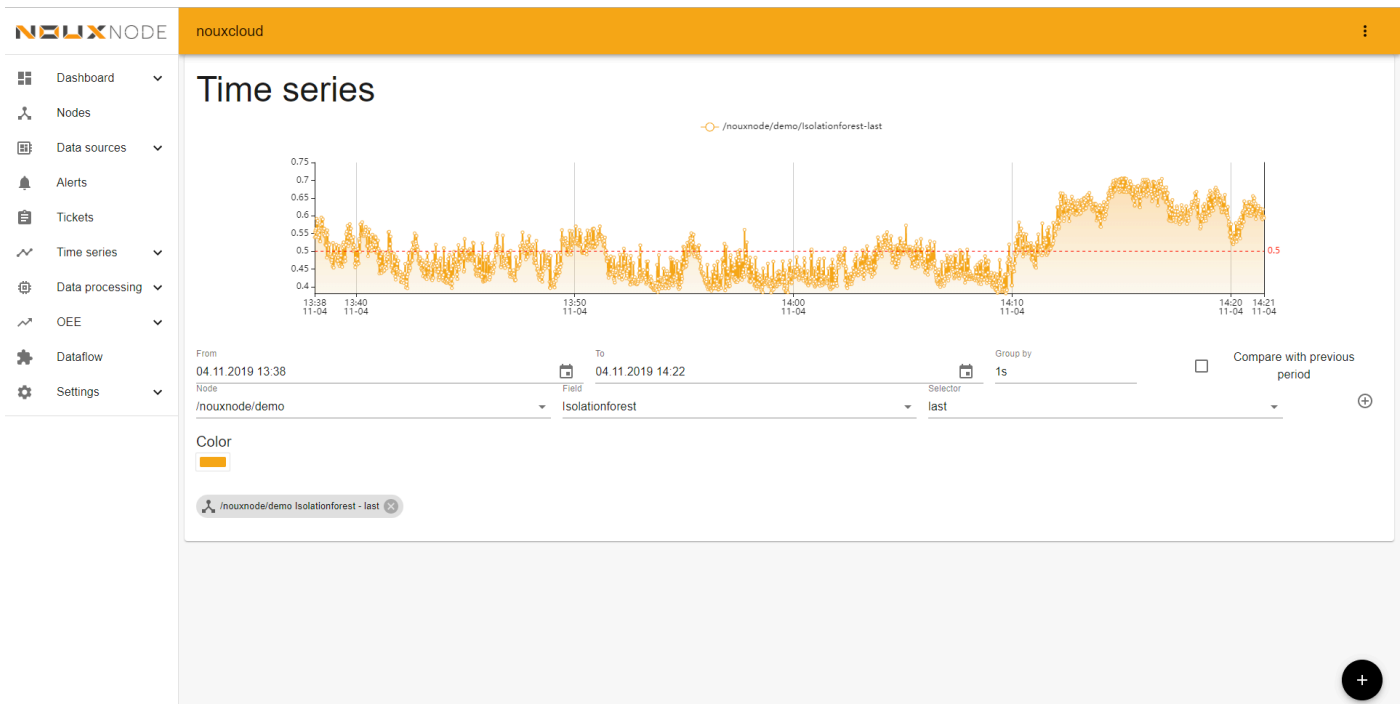 NOUXNODE
nouxcloud
Dashboard
Nodes
Data sources
Alerts
Tickets
Time series
Data processing
OEE
Dataflow
Settings
Time series
/nouxnode/demo/Isolationforest-last
0.75
0.7
0.65
0.6
0.55
0.5
0.45
0.4
0.5
13:38 13:40 13:50 14:00 14:10 14:20 14:21
11-04 11-04 11-04 11-04 11-04 11-04 11-04
From To Group by
04.11.2019 13:38 04.11.2019 14:22 1s
Compare with previous
period
Node Field Selector
/nouxnode/demo Isolationforest last
Color
/nouxnode/demo Isolationforest - last